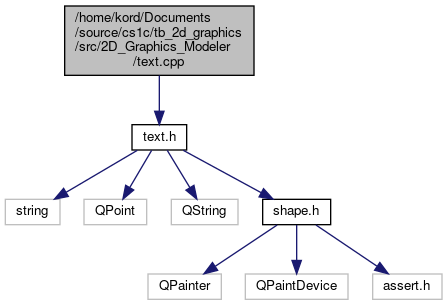 /home/kord/Documents
/source/cs1c/tb_2d_graphics
/src/2D_Graphics_Modeler
/text.cpp
text.h
string
QPoint
QString
shape.h
QPainter
QPaintDevice
assert.h